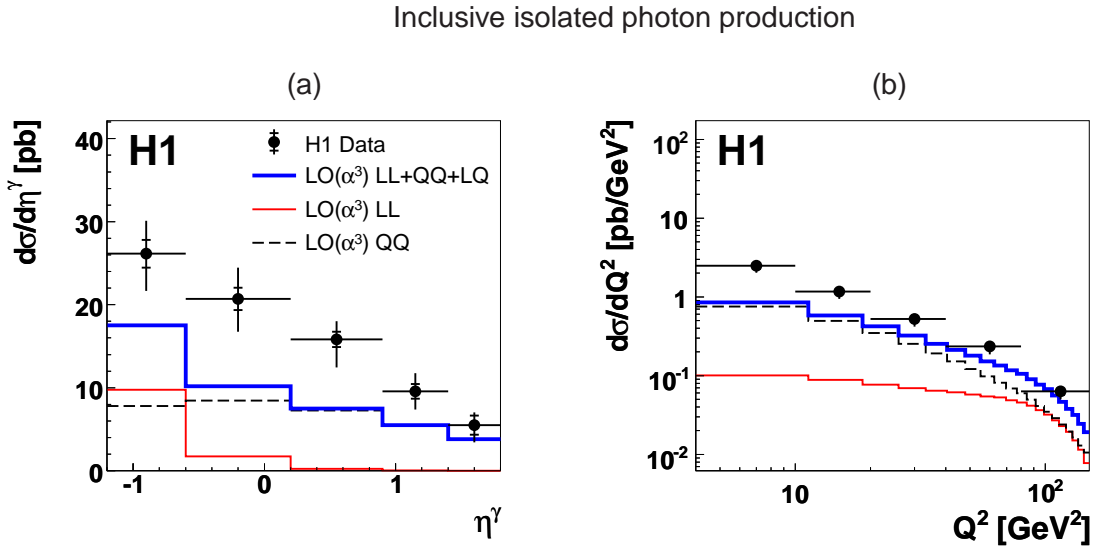 Inclusive isolated photon production
(a)
(b)
H1
H1 Data
LO(α³) LL+QQ+LQ
LO(α³) LL
LO(α³) QQ
dσ/dη^γ [pb]
40
30
20
10
0
-1
0
1
η^γ
H1
dσ/dQ² [pb/GeV²]
10²
10
1
10⁻¹
10⁻²
10
10²
Q² [GeV²]